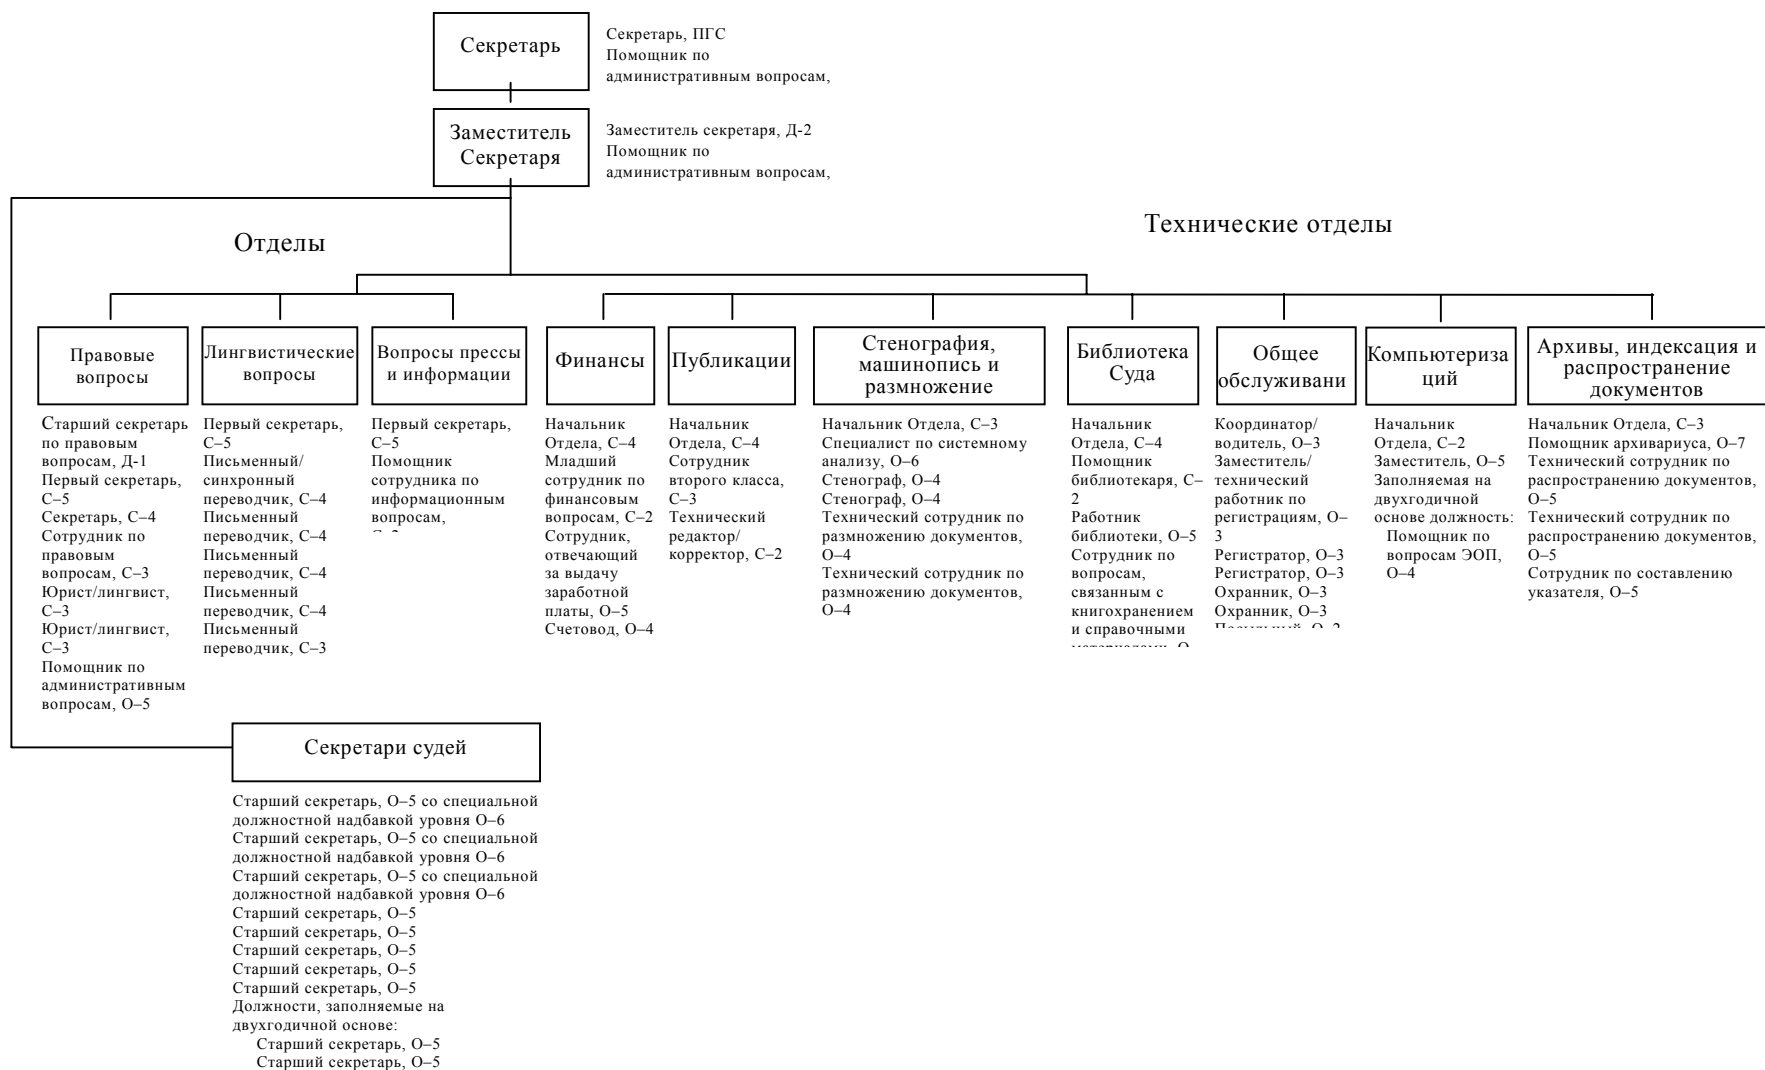 Секретарь
Секретарь, ПГС
Помощник по
административным вопросам,
Заместитель
Секретаря
Заместитель секретаря, Д-2
Помощник по
административным вопросам,
Отделы
Технические отделы
Правовые
вопросы
Старший секретарь
по правовым
вопросам, Д-1
Первый секретарь,
С–5
Секретарь, С–4
Сотрудник по
правовым
вопросам, С–3
Юрист/лингвист,
С–3
Юрист/лингвист,
С–3
Помощник по
административным
вопросам, О–5
Лингвистические
вопросы
Первый секретарь,
С–5
Письменный/
синхронный
переводчик, С–4
Письменный
переводчик, С–4
Письменный
переводчик, С–4
Письменный
переводчик, С–4
Письменный
переводчик, С–3
Вопросы прессы
и информации
Первый секретарь,
С–5
Помощник
сотрудника по
информационным
вопросам,
Финансы
Начальник
Отдела, С–4
Младший
сотрудник по
финансовым
вопросам, С–2
Сотрудник,
отвечающий
за выдачу
заработной
платы, О–5
Счетовод, О–4
Публикации
Начальник
Отдела, С–4
Сотрудник
второго класса,
С–3
Технический
редактор/
корректор, С–2
Стенография,
машинопись и
размножение
Начальник Отдела, С–3
Специалист по системному
анализу, О–6
Стенограф, О–4
Стенограф, О–4
Технический сотрудник по
размножению документов,
О–4
Технический сотрудник по
размножению документов,
О–4
Библиотека
Суда
Начальник
Отдела, С–4
Помощник
библиотекаря, С–
2
Работник
библиотеки, О–5
Сотрудник по
вопросам,
связанным с
книгохранением
и справочными
Общее
обслуживани
Координатор/
водитель, О–3
Заместитель/
технический
работник по
регистрациям, О–
3
Регистратор, О–3
Регистратор, О–3
Охранник, О–3
Охранник, О–3
Компьютериза
ций
Начальник
Отдела, С–2
Заместитель, О–5
Заполняемая на
двухгодичной
основе должность:
Помощник по
вопросам ЭОП,
О–4
Архивы, индексация и
распространение
документов
Начальник Отдела, С–3
Помощник архивариуса, О–7
Технический сотрудник по
распространению документов,
О–5
Технический сотрудник по
распространению документов,
О–5
Сотрудник по составлению
указателя, О–5
Секретари судей
Старший секретарь, О–5 со специальной
должностной надбавкой уровня О–6
Старший секретарь, О–5 со специальной
должностной надбавкой уровня О–6
Старший секретарь, О–5 со специальной
должностной надбавкой уровня О–6
Старший секретарь, О–5
Старший секретарь, О–5
Старший секретарь, О–5
Старший секретарь, О–5
Старший секретарь, О–5
Должности, заполняемые на
двухгодичной основе:
Старший секретарь, О–5
Старший секретарь, О–5